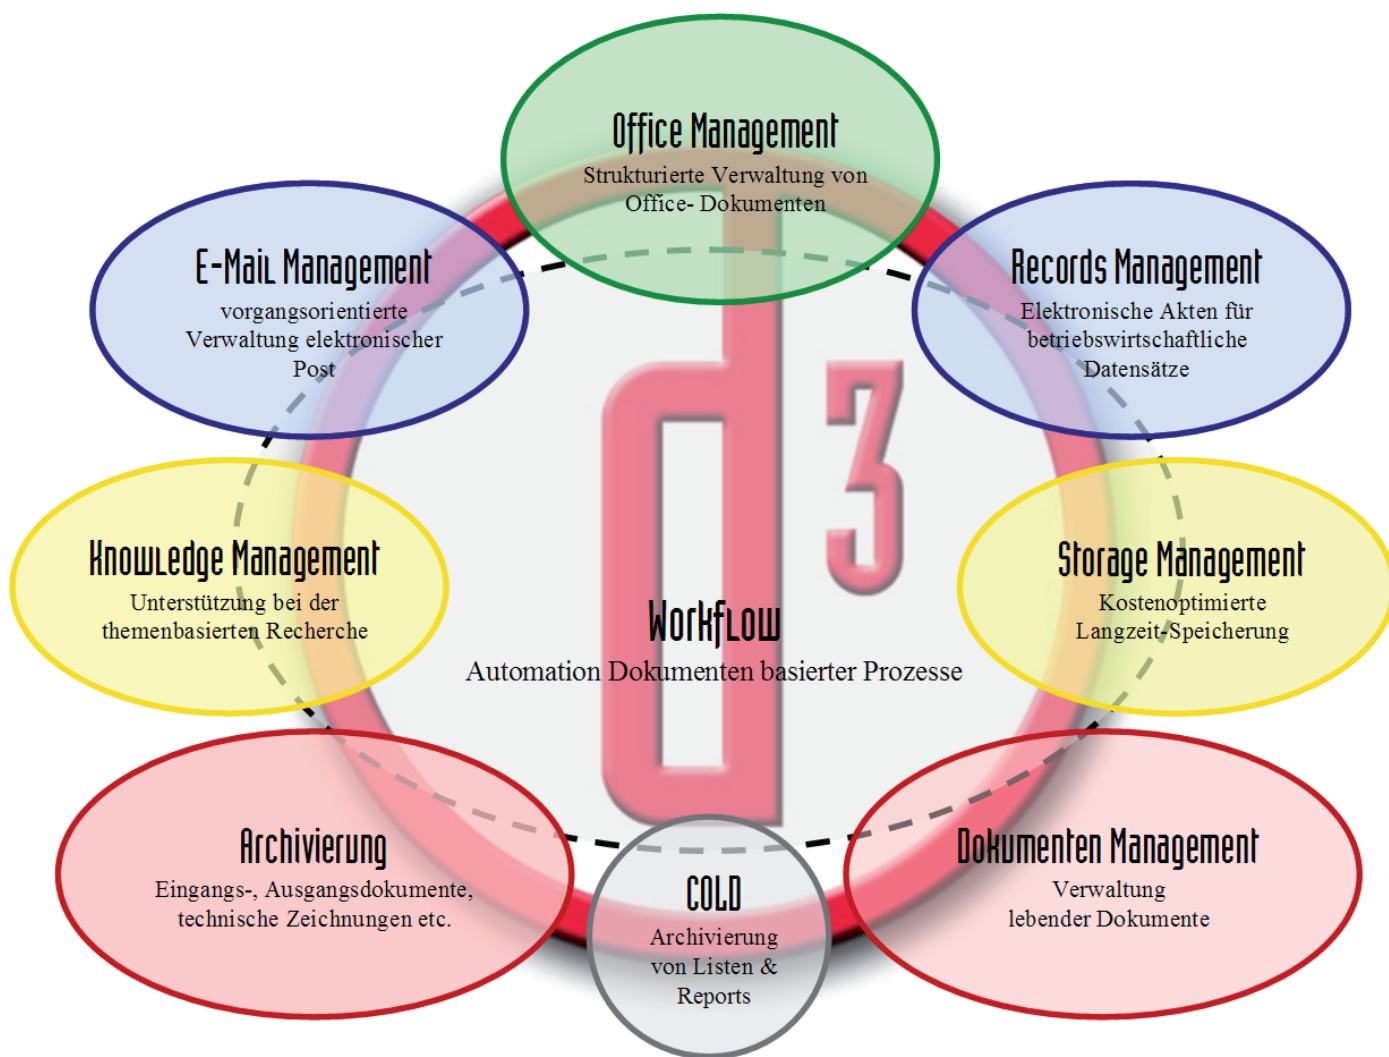 Office Management
Strukturierte Verwaltung von
Office- Dokumenten
E-Mail Management
vorgangsorientierte
Verwaltung elektronischer
Post
Records Management
Elektronische Akten für
betriebswirtschaftliche
Datensätze
d3
Knowledge Management
Unterstützung bei der
themenbasierten Recherche
Storage Management
Kostenoptimierte
Langzeit-Speicherung
Workflow
Automation Dokumenten basierter Prozesse
Archivierung
Eingangs-, Ausgangsdokumente,
technische Zeichnungen etc.
COLD
Archivierung
von Listen &
Reports
Dokumenten Management
Verwaltung
lebender Dokumente